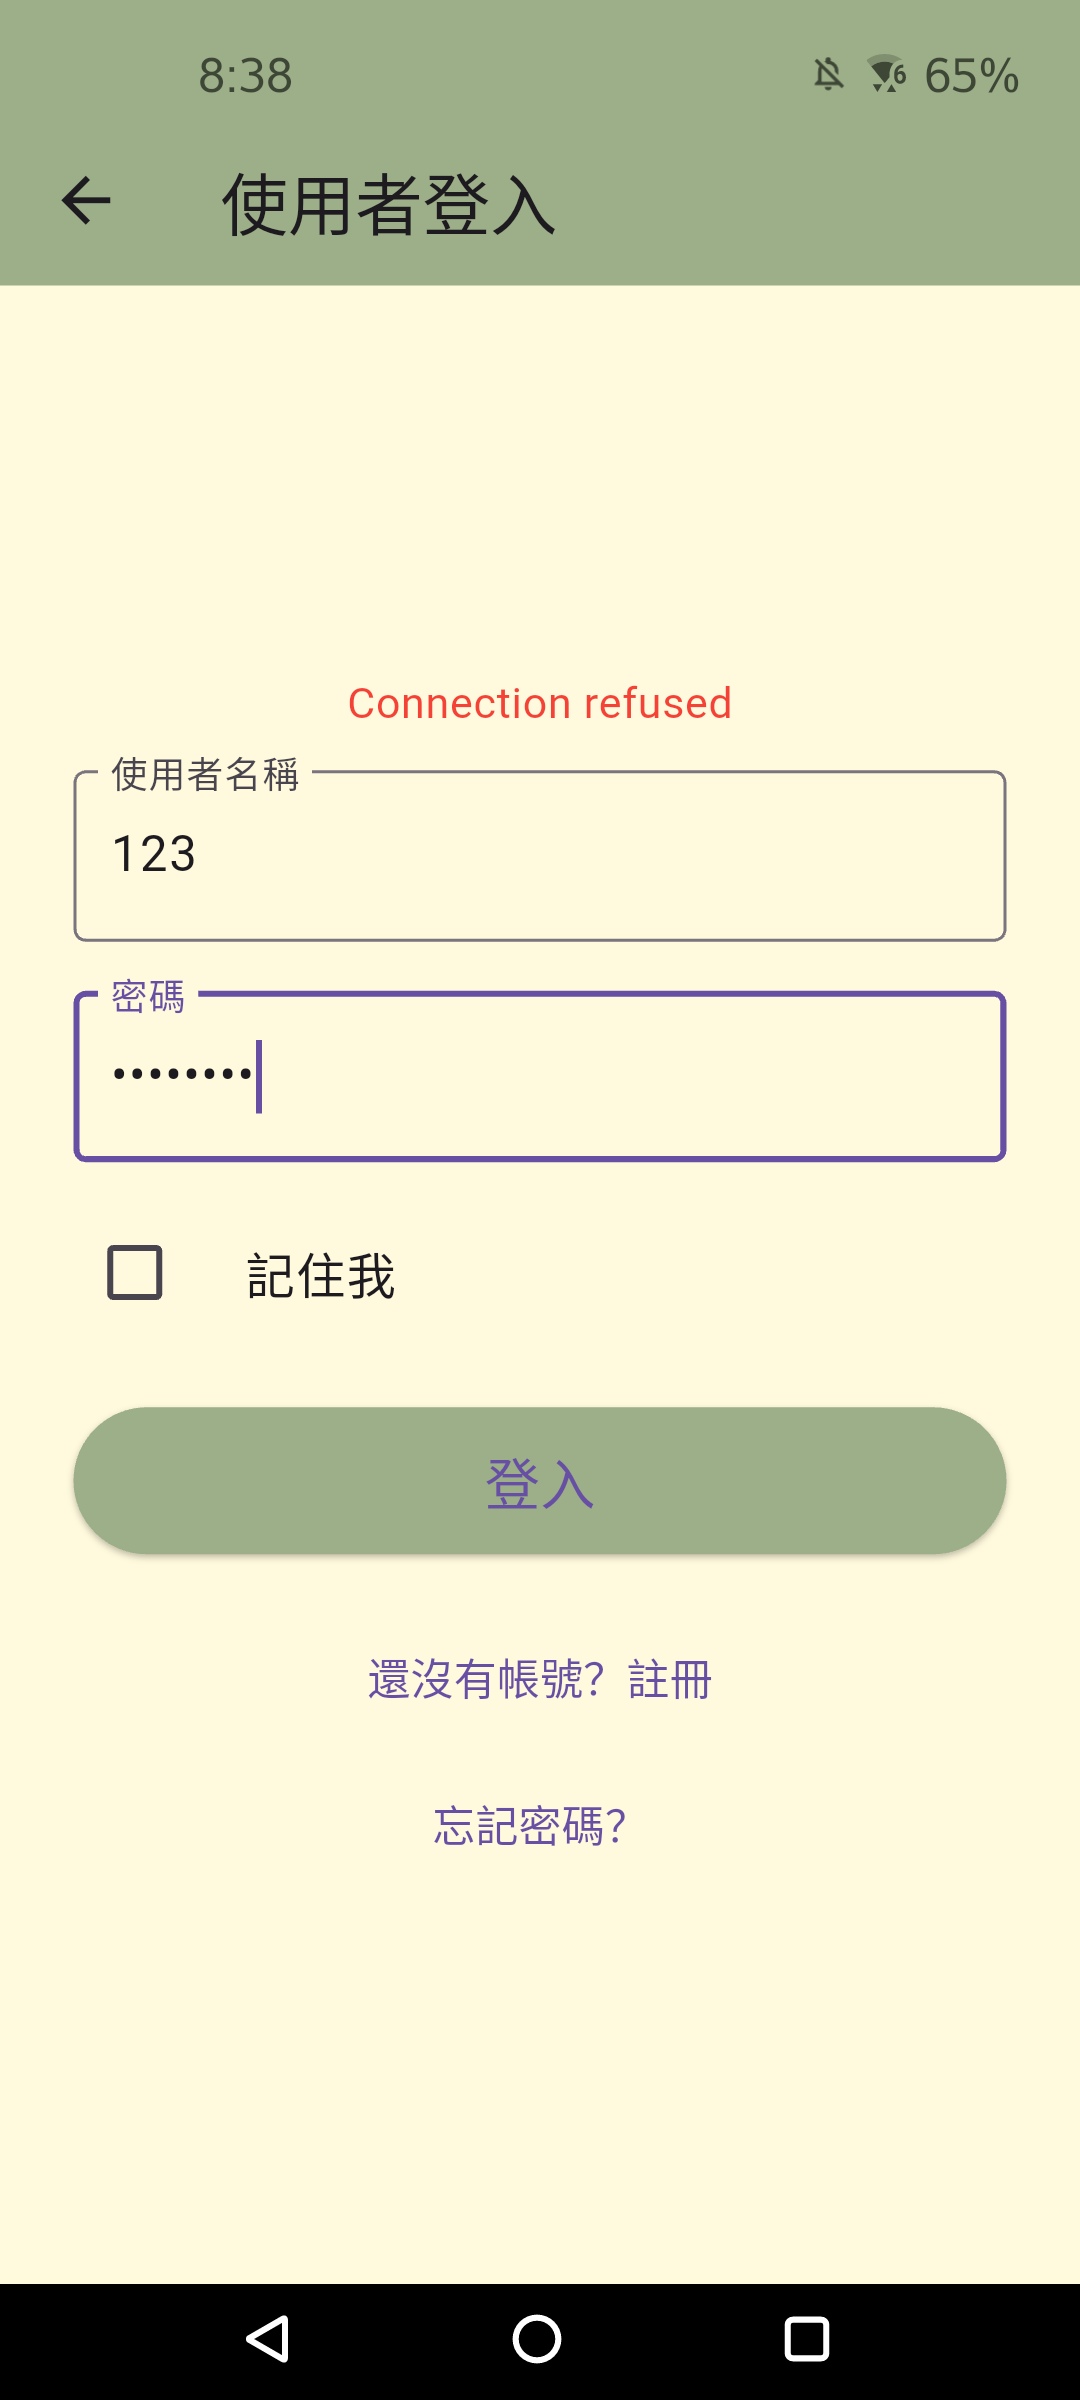 8:38 6 65%
使用者登入
Connection refused
使用者名稱
123
密碼
••••••••
記住我
登入
還沒有帳號？註冊
忘記密碼？